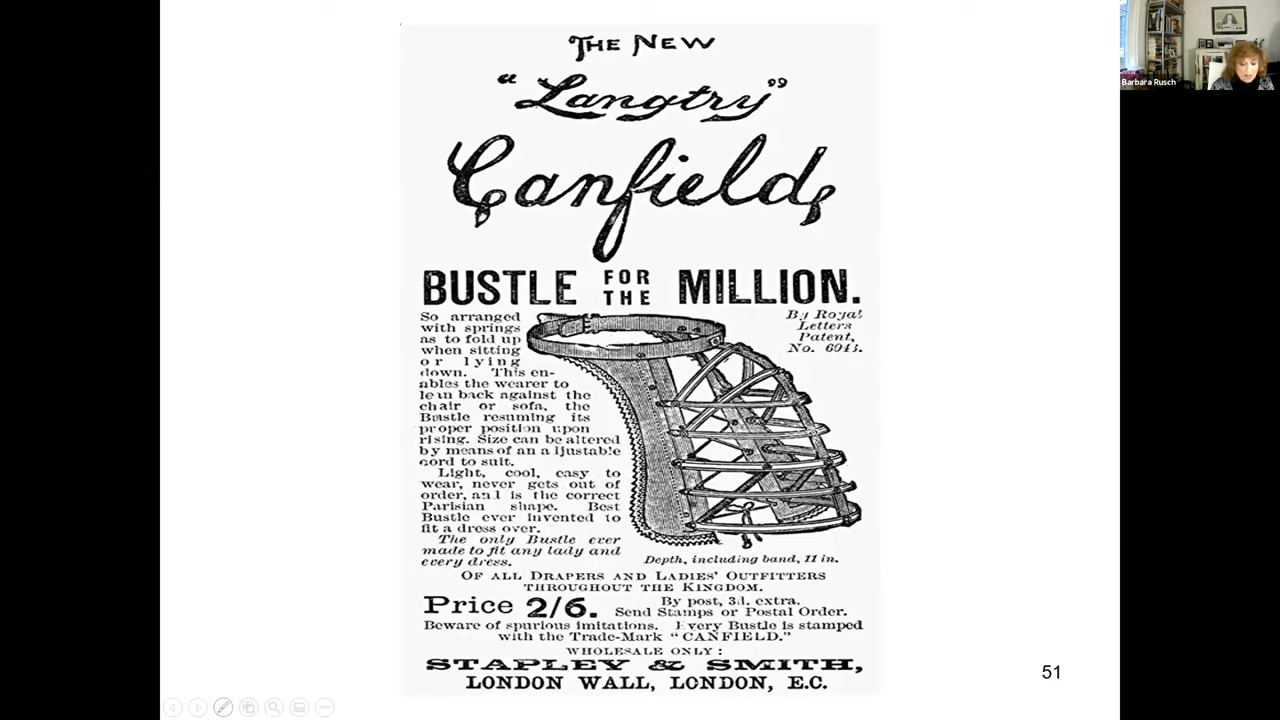 THE NEW
"Langtry"
Canfield
BUSTLE FOR THE MILLION.
So arranged
with springs
as to fold up
when sitting
or lying
down. This en-
ables the wearer to
lean back against the
chair or sofa, the
Bustle resuming its
proper position upon
rising. Size can be altered
by means of an adjustable
cord to suit.
Light, cool, easy to
wear, never gets out of
order, and is the correct
Parisian shape. Best
Bustle ever invented to
fit a dress over.
The only Bustle ever
made to fit any lady and
every dress.
By Royal
Letters
Patent,
No. 6043.
Depth, including band, 11 in.
OF ALL DRAPERS AND LADIES' OUTFITTERS
THROUGHOUT THE KINGDOM.
Price 2/6. By post, 3d. extra.
Send Stamps or Postal Order.
Beware of spurious imitations. Every Bustle is stamped
with the Trade-Mark "CANFIELD."
WHOLESALE ONLY:
STAPLEY & SMITH,
LONDON WALL, LONDON, E.C.
51
Barbara Rusch